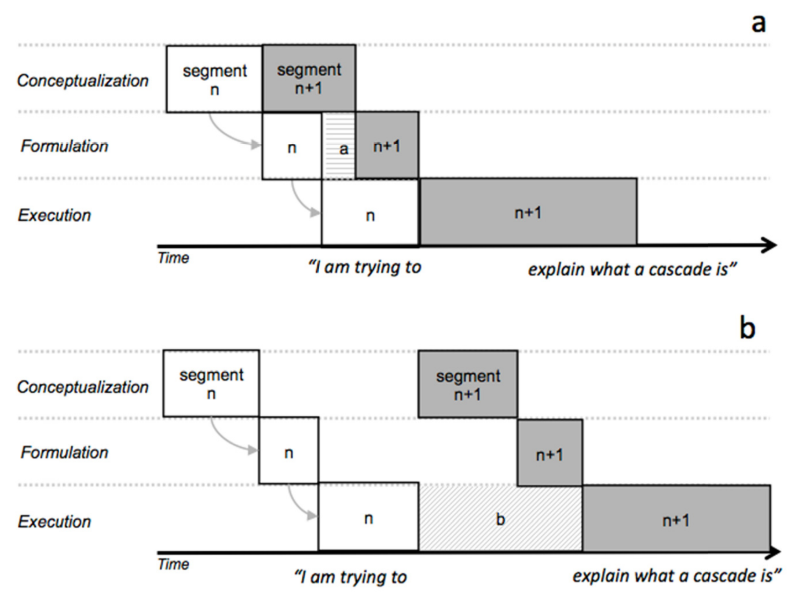 a
Conceptualization
segment
n
segment
n+1
Formulation
n
a
n+1
Execution
n
n+1
Time
“I am trying to
explain what a cascade is”
b
Conceptualization
segment
n
segment
n+1
Formulation
n
n+1
Execution
n
b
n+1
Time
“I am trying to
explain what a cascade is”